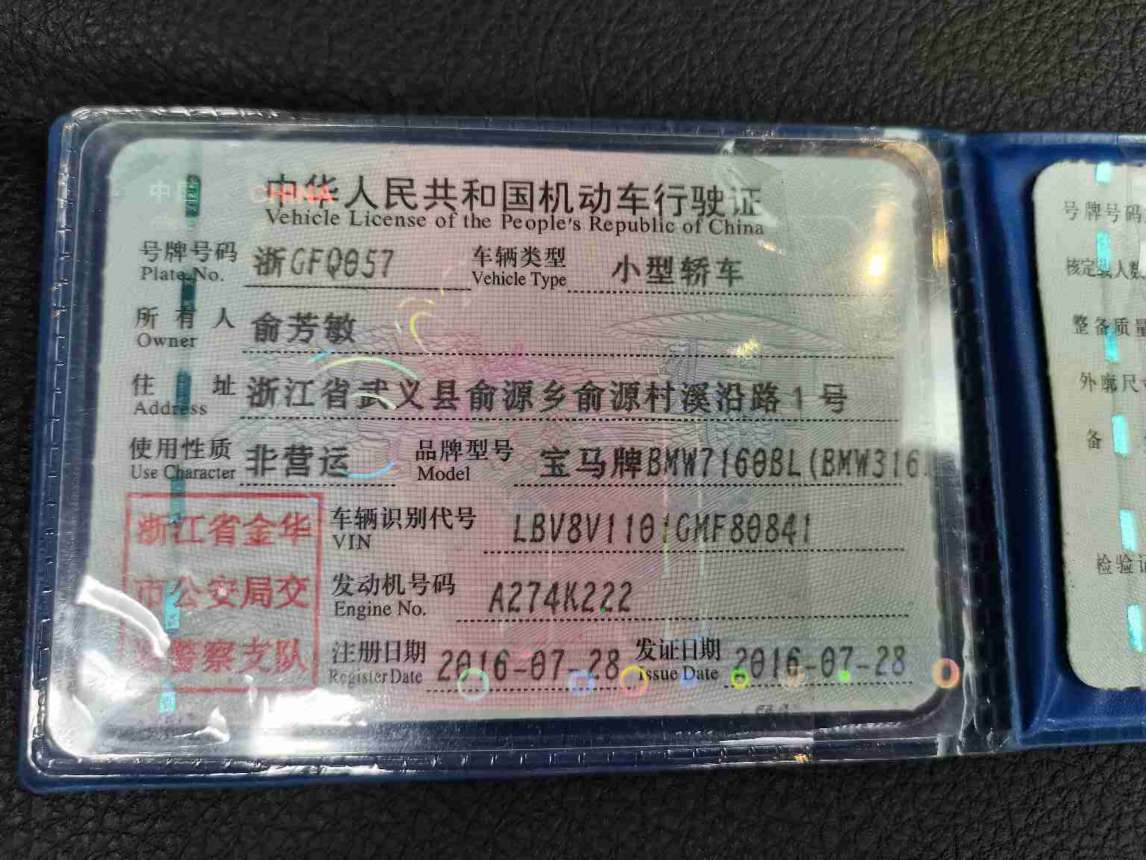 中华人民共和国机动车行驶证
Vehicle License of the People's Republic of China
号牌号码 浙GFQ057 车辆类型 小型轿车
Plate No. Vehicle Type
所有人 俞芳敏
Owner
住址 浙江省武义县俞源乡俞源村溪沿路1号
Address
使用性质 非营运 品牌型号 宝马牌BMW7160BL(BMW316
Use Character Model
浙江省金华
市公安局交
警察支队
车辆识别代号 LBV8V1101GMF80841
VIN
发动机号码 A274K222
Engine No.
注册日期 2016-07-28 发证日期 2016-07-28
Register Date Issue Date
号牌号码
核定载人数
整备质量
外廓尺
备
检验记